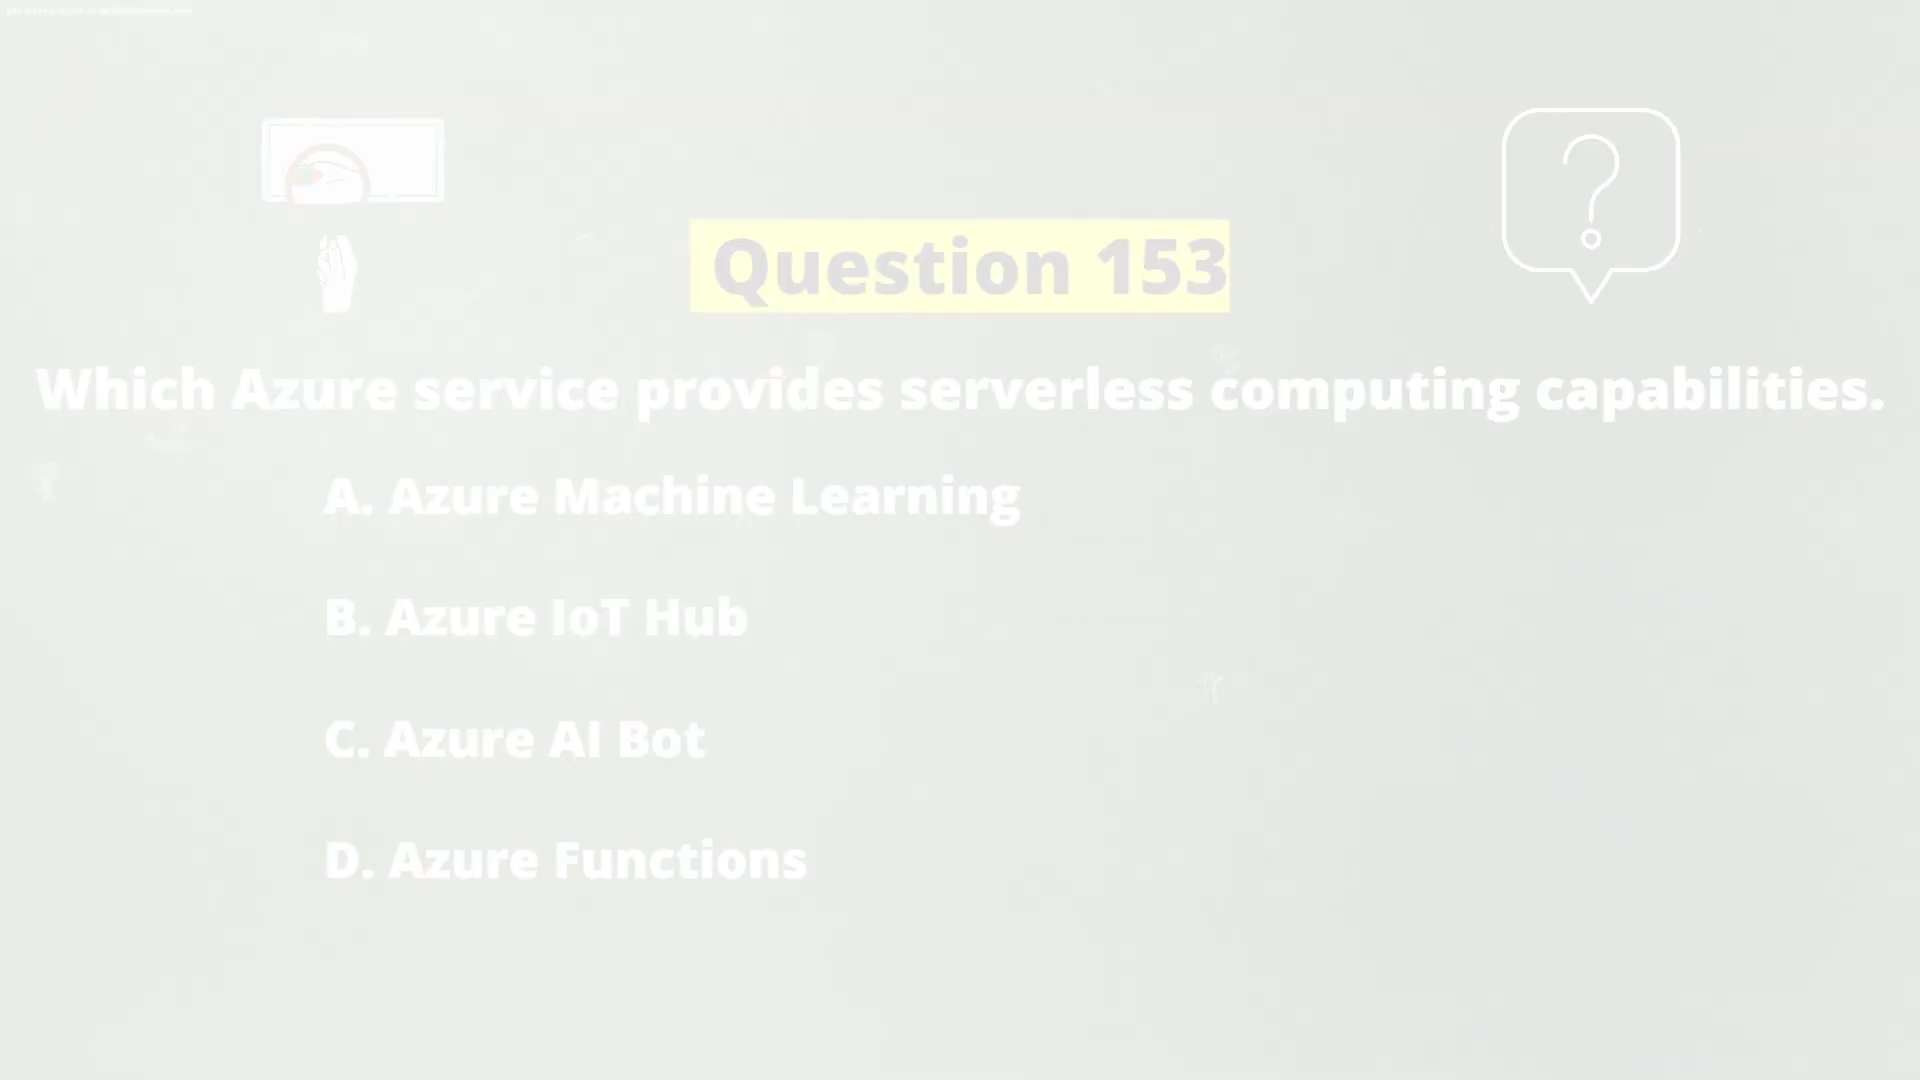 Question 153
Which Azure service provides serverless computing capabilities.
A. Azure Machine Learning
B. Azure IoT Hub
C. Azure AI Bot
D. Azure Functions